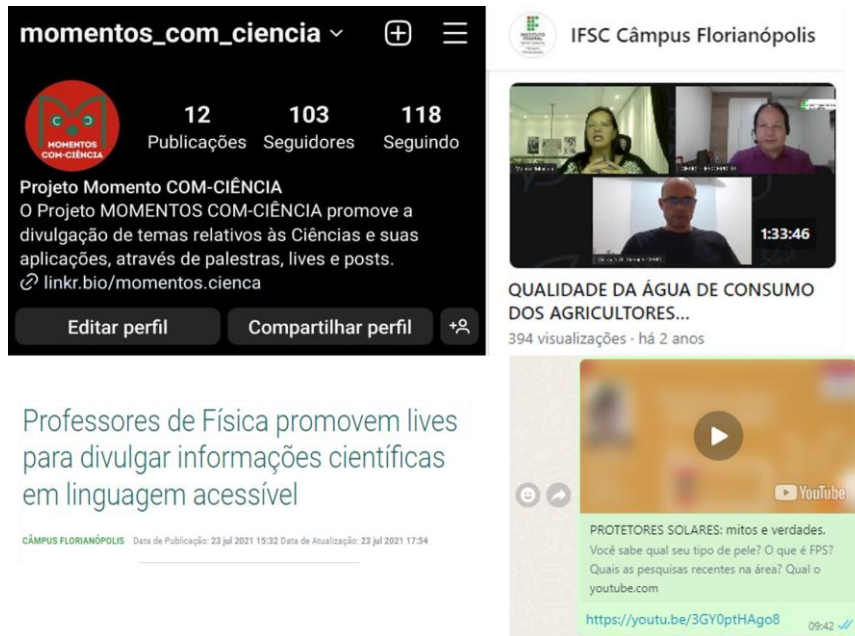 momentos_com_ciencia
MOMENTOS
COM-CIÊNCIA
12
Publicações
103
Seguidores
118
Seguindo
Projeto Momento COM-CIÊNCIA
O Projeto MOMENTOS COM-CIÊNCIA promove a
divulgação de temas relativos às Ciências e suas
aplicações, através de palestras, lives e posts.
linkr.bio/momentos.cienca
Editar perfil
Compartilhar perfil
IFSC Câmpus Florianópolis
1:33:46
QUALIDADE DA ÁGUA DE CONSUMO
DOS AGRICULTORES...
394 visualizações · há 2 anos
Professores de Física promovem lives
para divulgar informações científicas
em linguagem acessível
CÂMPUS FLORIANÓPOLIS Data de Publicação: 23 jul 2021 15:32 Data de Atualização: 23 jul 2021 17:54
YouTube
PROTETORES SOLARES: mitos e verdades.
Você sabe qual seu tipo de pele? O que é FPS?
Quais as pesquisas recentes na área? Qual o
youtube.com
https://youtu.be/3GY0ptHAgo8
09:42